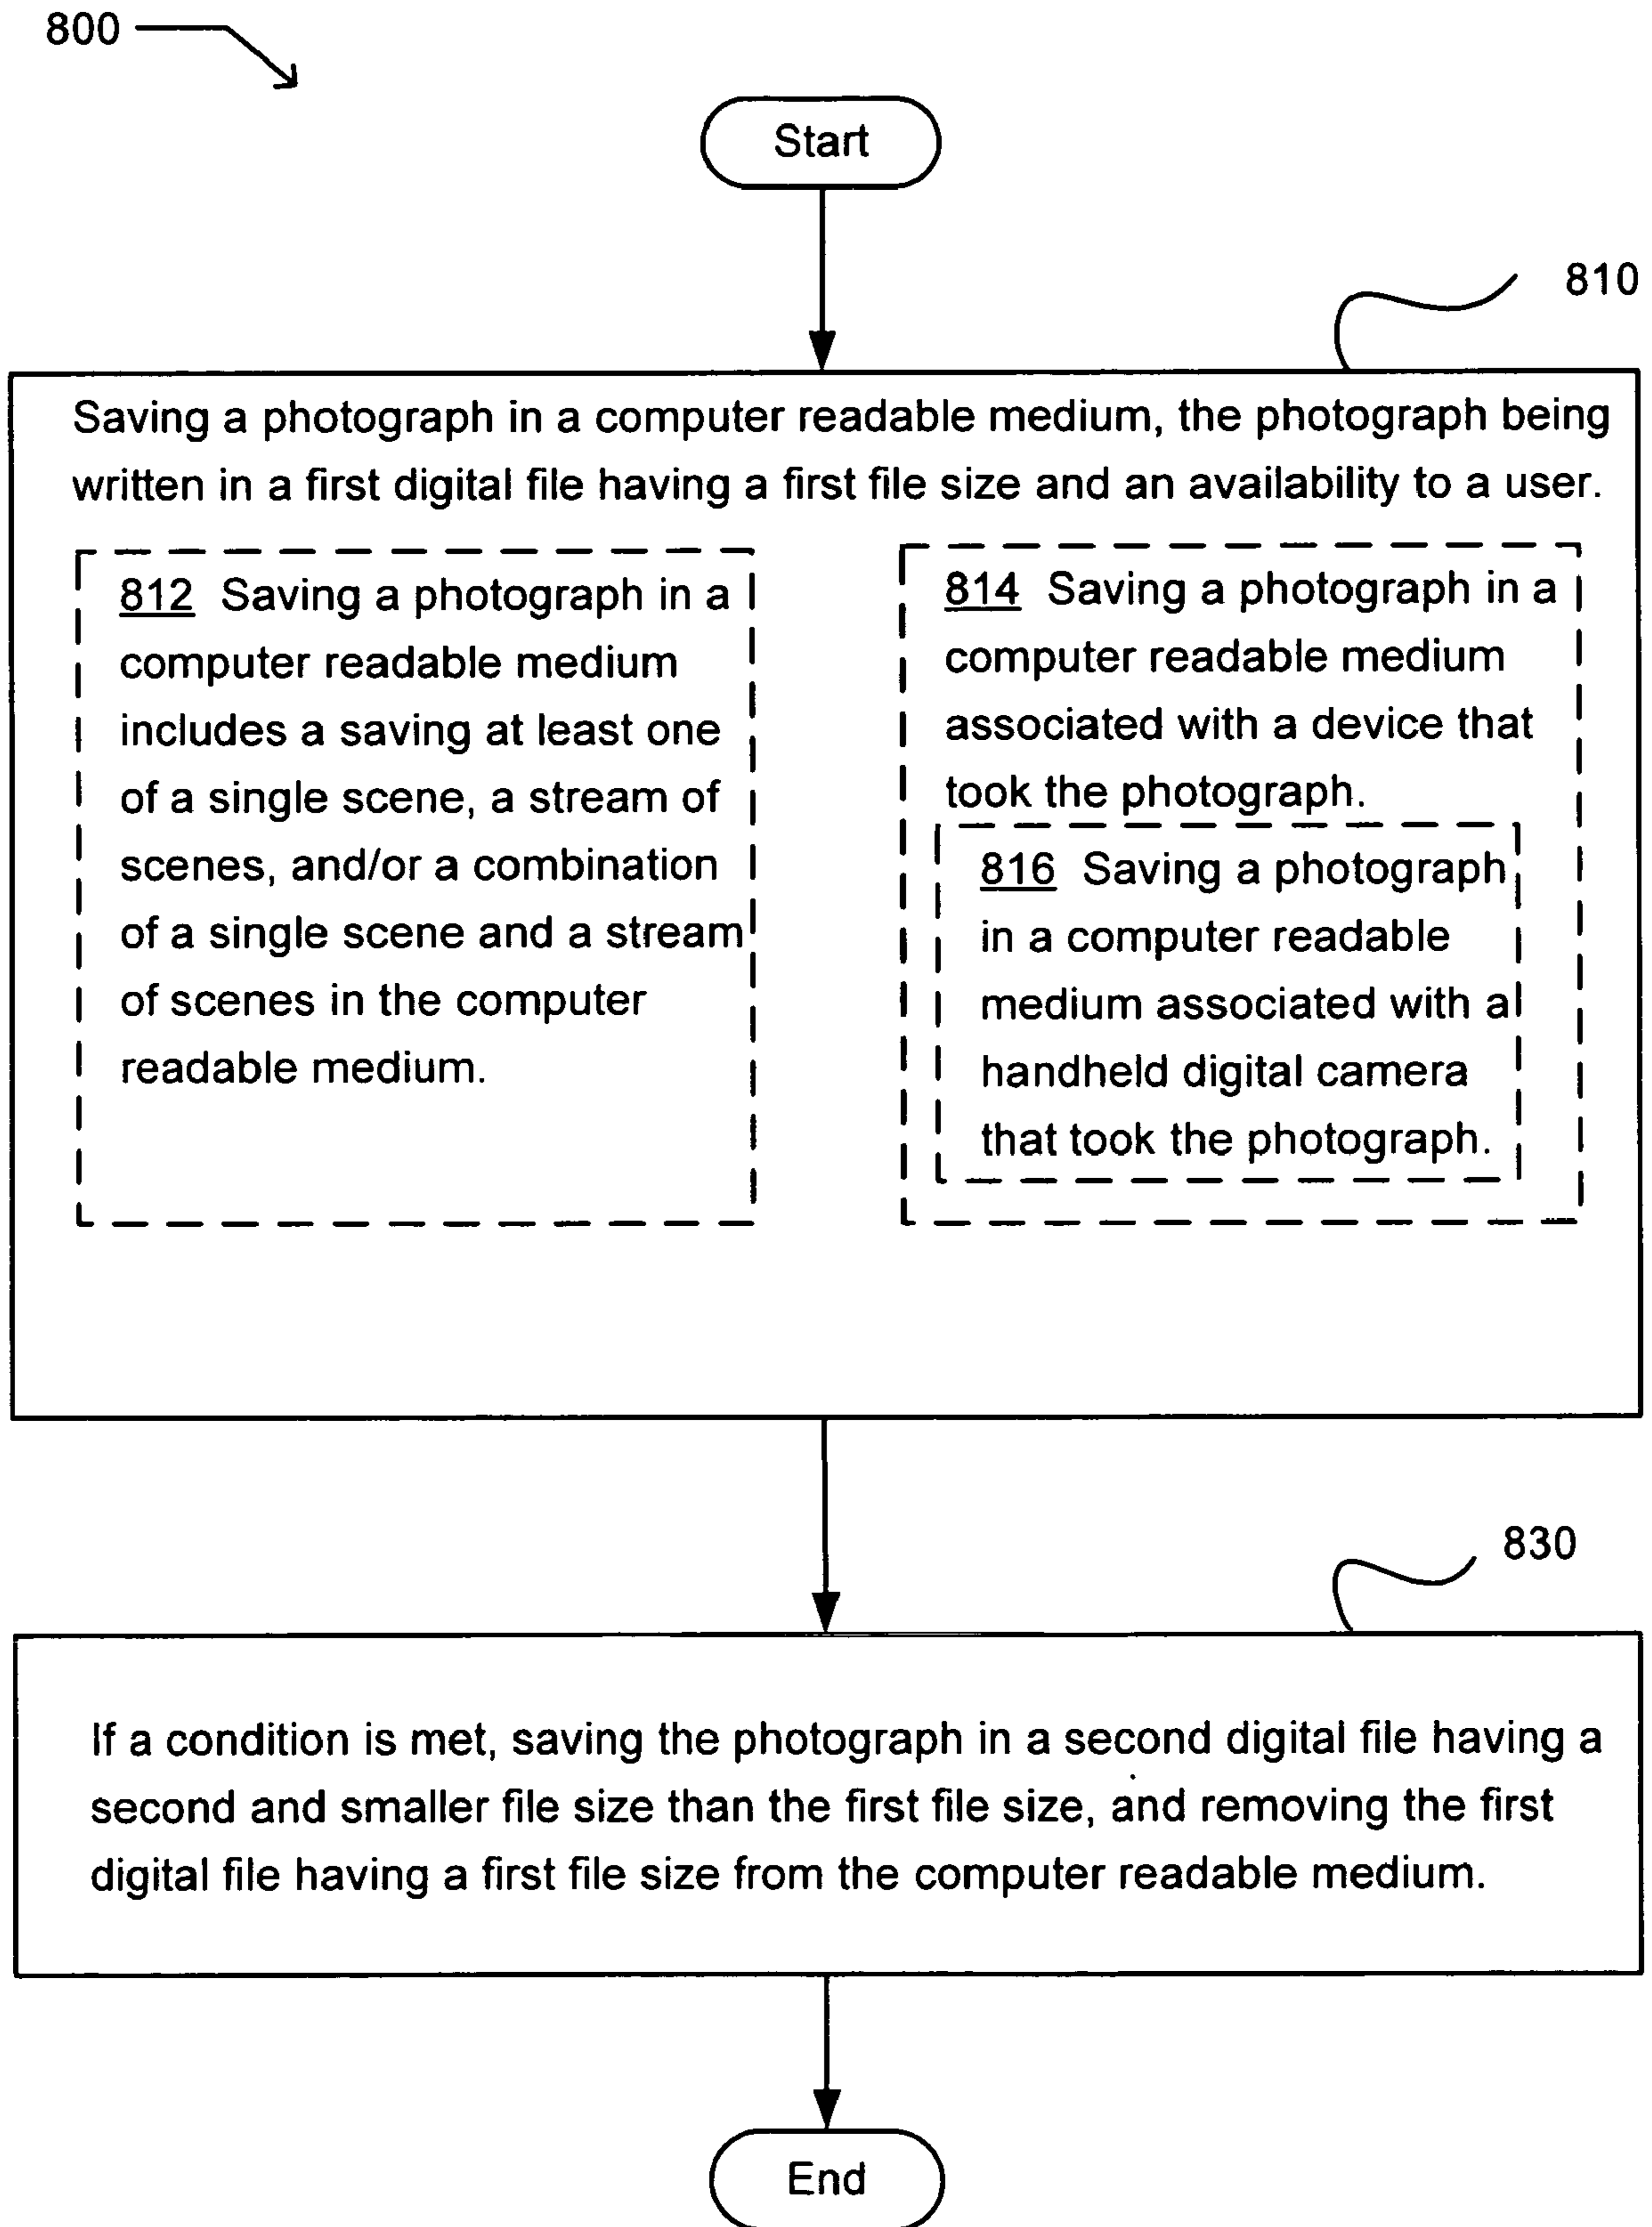 800
Start
810
Saving a photograph in a computer readable medium, the photograph being
written in a first digital file having a first file size and an availability to a user.
812 Saving a photograph in a
computer readable medium
includes a saving at least one
of a single scene, a stream of
scenes, and/or a combination
of a single scene and a stream
of scenes in the computer
readable medium.
814 Saving a photograph in a
computer readable medium
associated with a device that
took the photograph.
816 Saving a photograph
in a computer readable
medium associated with a
handheld digital camera
that took the photograph.
830
If a condition is met, saving the photograph in a second digital file having a
second and smaller file size than the first file size, and removing the first
digital file having a first file size from the computer readable medium.
End